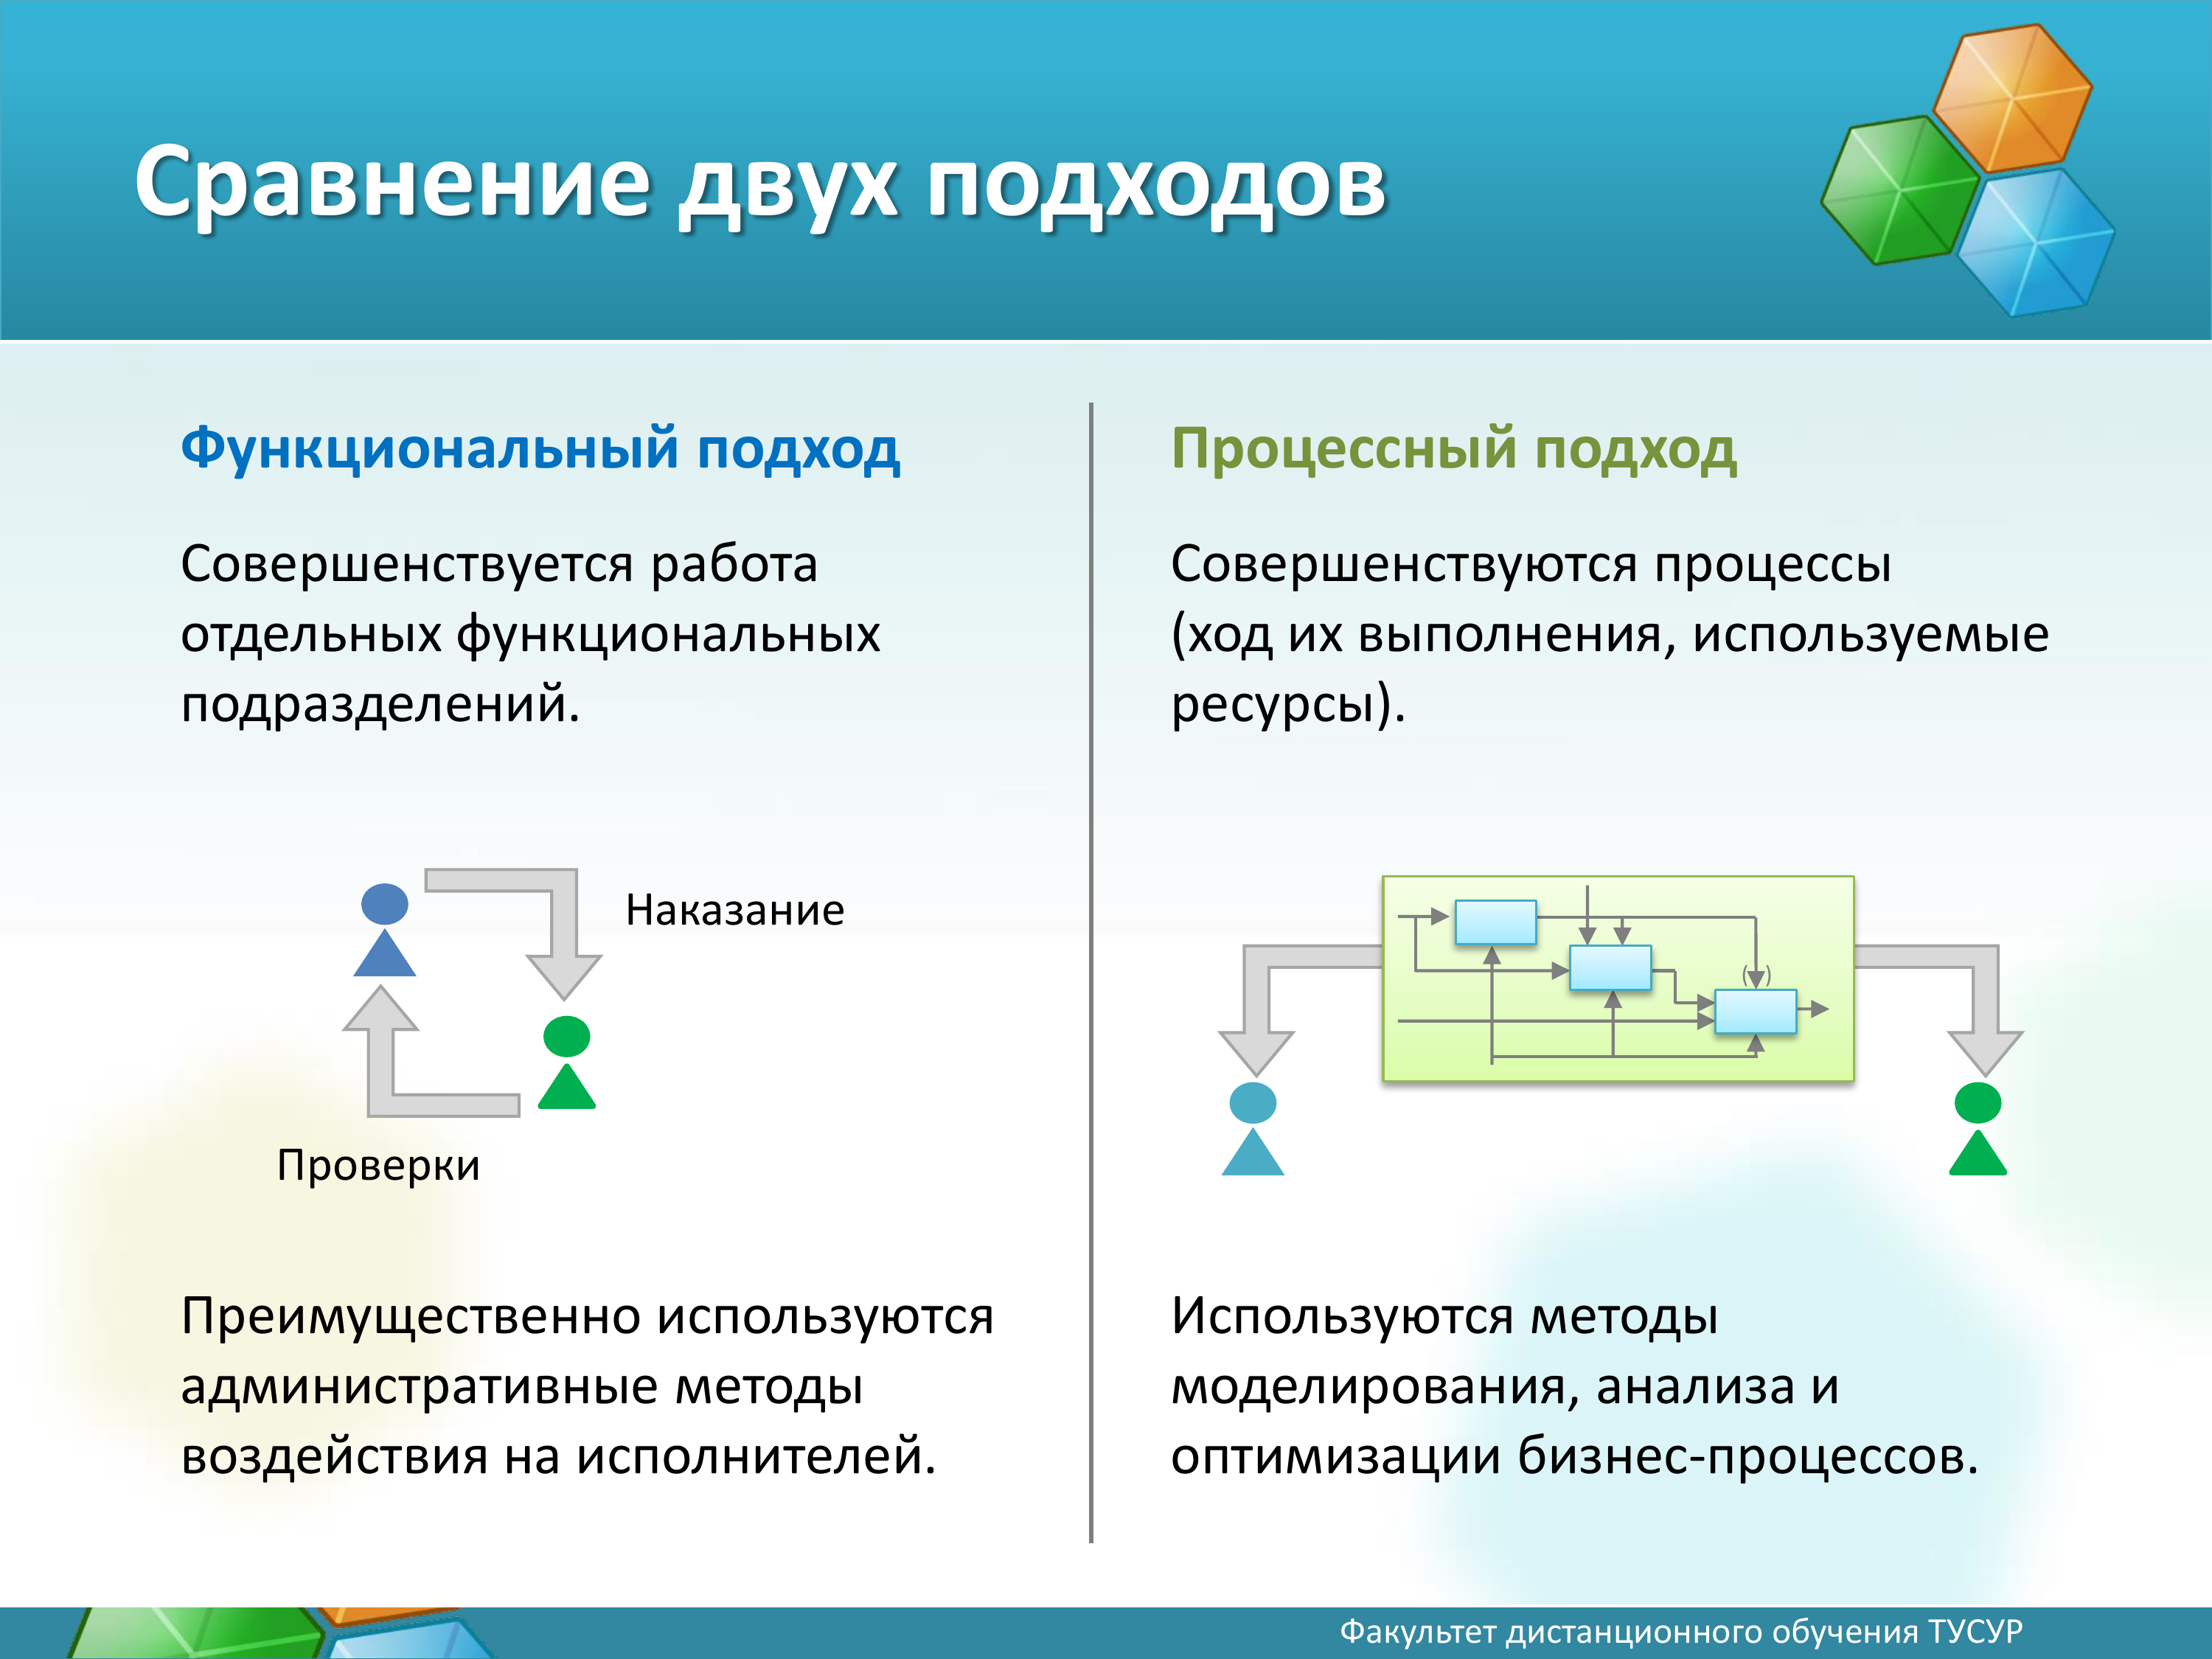 Сравнение двух подходов
Функциональный подход
Совершенствуется работа
отдельных функциональных
подразделений.
Наказание
Проверки
Преимущественно используются
административные методы
воздействия на исполнителей.
Процессный подход
Совершенствуются процессы
(ход их выполнения, используемые
ресурсы).
( )
Используются методы
моделирования, анализа и
оптимизации бизнес-процессов.
Факультет дистанционного обучения ТУСУР